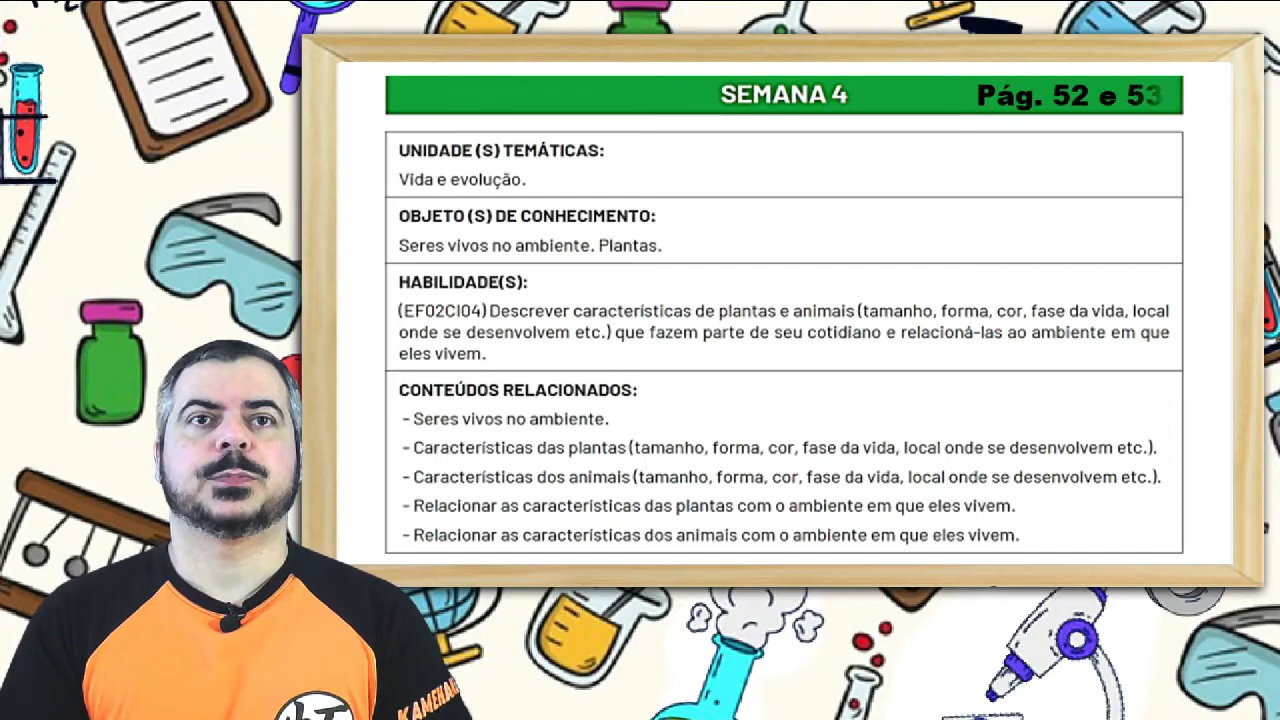 SEMANA 4
Pág. 52 e 53
UNIDADE (S) TEMÁTICAS:
Vida e evolução.
OBJETO (S) DE CONHECIMENTO:
Seres vivos no ambiente. Plantas.
HABILIDADE(S):
(EF02CI04) Descrever características de plantas e animais (tamanho, forma, cor, fase da vida, local
onde se desenvolvem etc.) que fazem parte de seu cotidiano e relacioná-las ao ambiente em que
eles vivem.
CONTEÚDOS RELACIONADOS:
- Seres vivos no ambiente.
- Características das plantas (tamanho, forma, cor, fase da vida, local onde se desenvolvem etc.).
- Características dos animais (tamanho, forma, cor, fase da vida, local onde se desenvolvem etc.).
- Relacionar as características das plantas com o ambiente em que eles vivem.
- Relacionar as características dos animais com o ambiente em que eles vivem.